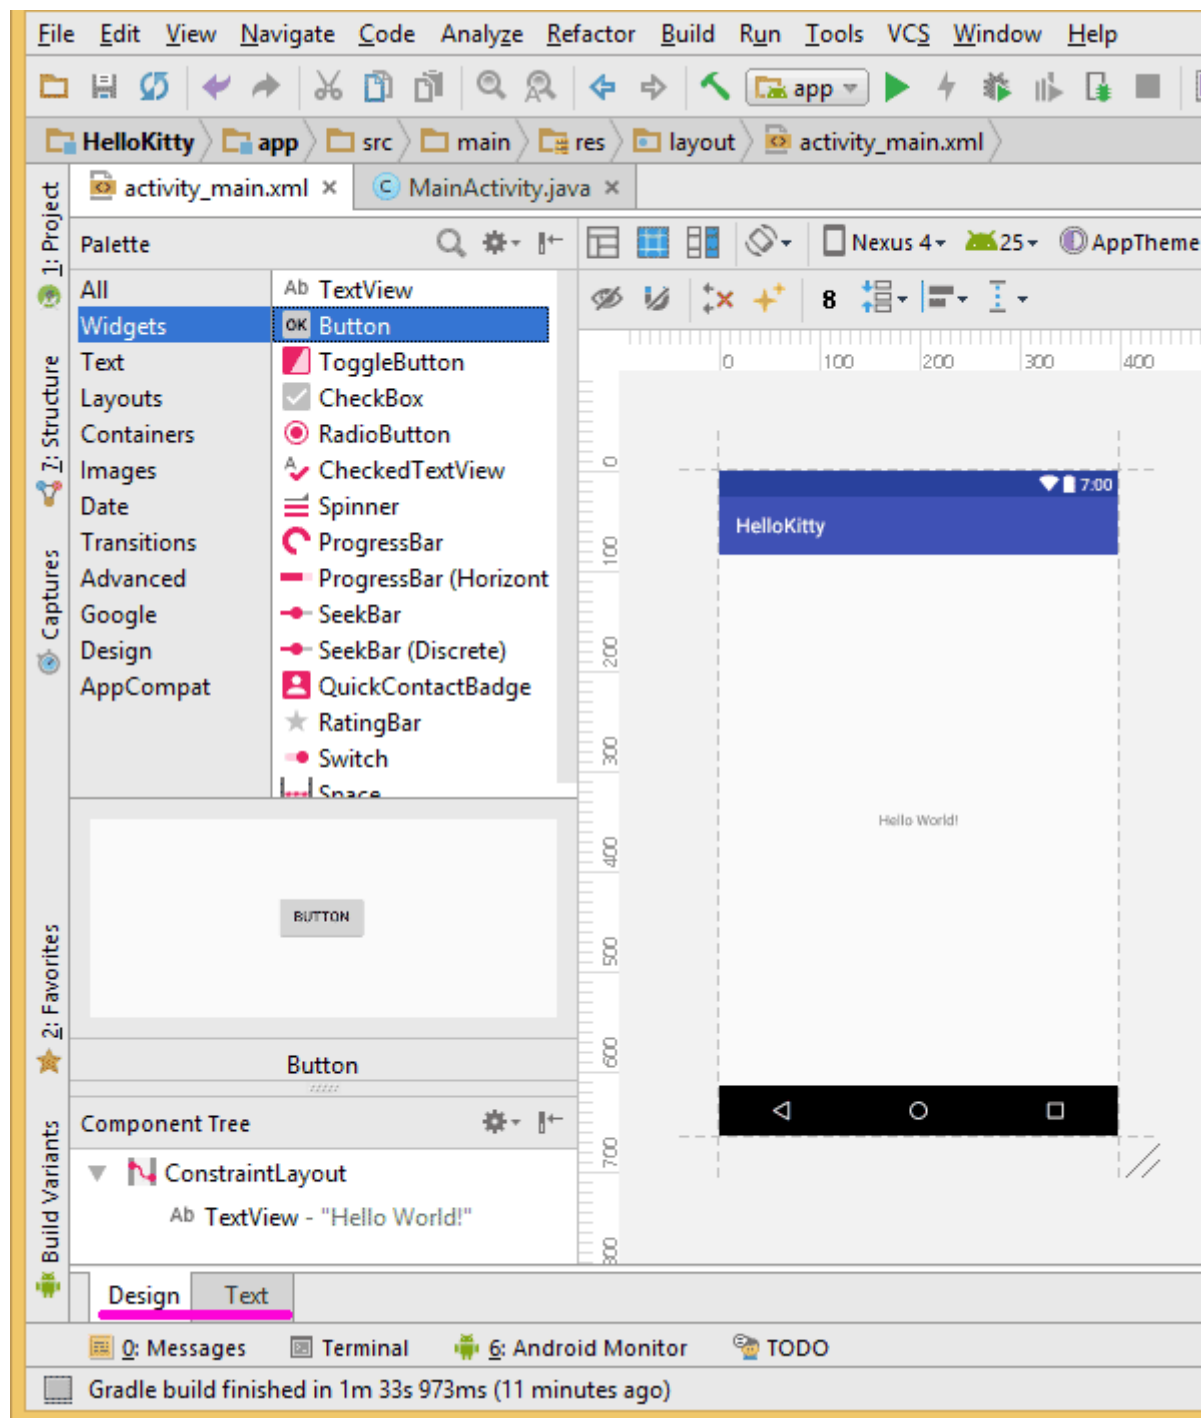 File Edit View Navigate Code Analyze Refactor Build Run Tools VCS Window Help
app
HelloKitty app src main res layout activity_main.xml
activity_main.xml MainActivity.java
1: Project
7: Structure
Captures
2: Favorites
Build Variants
Palette
Nexus 4 25 AppTheme
8
All
Widgets
Text
Layouts
Containers
Images
Date
Transitions
Advanced
Google
Design
AppCompat
Ab TextView
OK Button
ToggleButton
CheckBox
RadioButton
CheckedTextView
Spinner
ProgressBar
ProgressBar (Horizont
SeekBar
SeekBar (Discrete)
QuickContactBadge
RatingBar
Switch
Space
BUTTON
Button
Component Tree
ConstraintLayout
Ab TextView - "Hello World!"
0 100 200 300 400
0
100
200
300
400
500
600
700
800
7:00
HelloKitty
Hello World!
Design Text
0: Messages Terminal 6: Android Monitor TODO
Gradle build finished in 1m 33s 973ms (11 minutes ago)